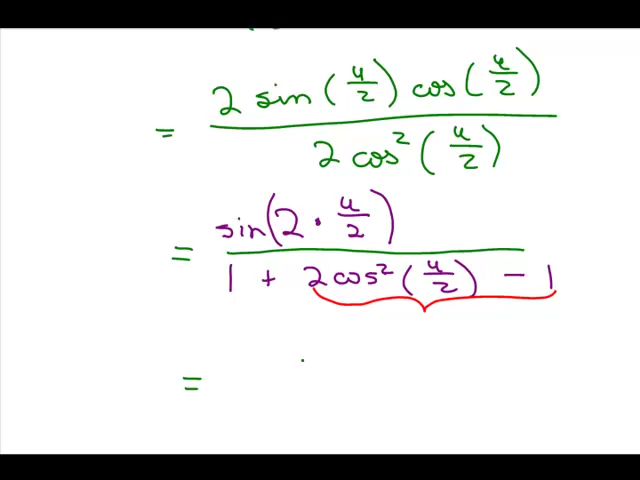 = 2 sin(u/2) cos(u/2) / 2 cos²(u/2)
= sin(2 · u/2) / 1 + 2cos²(u/2) − 1
=